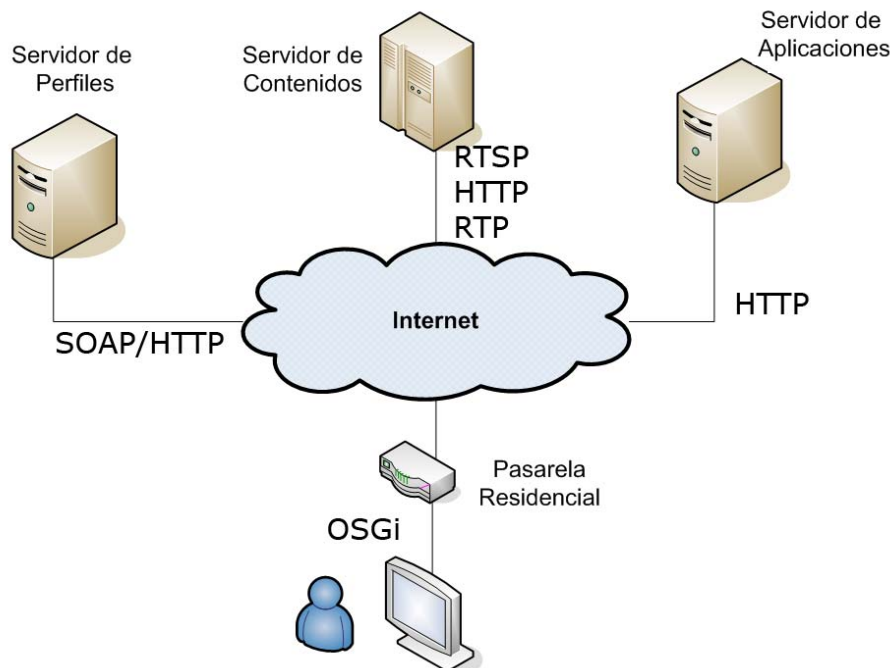 Servidor de
Perfiles
Servidor de
Contenidos
Servidor de
Aplicaciones
RTSP
HTTP
RTP
SOAP/HTTP
Internet
HTTP
Pasarela
Residencial
OSGi